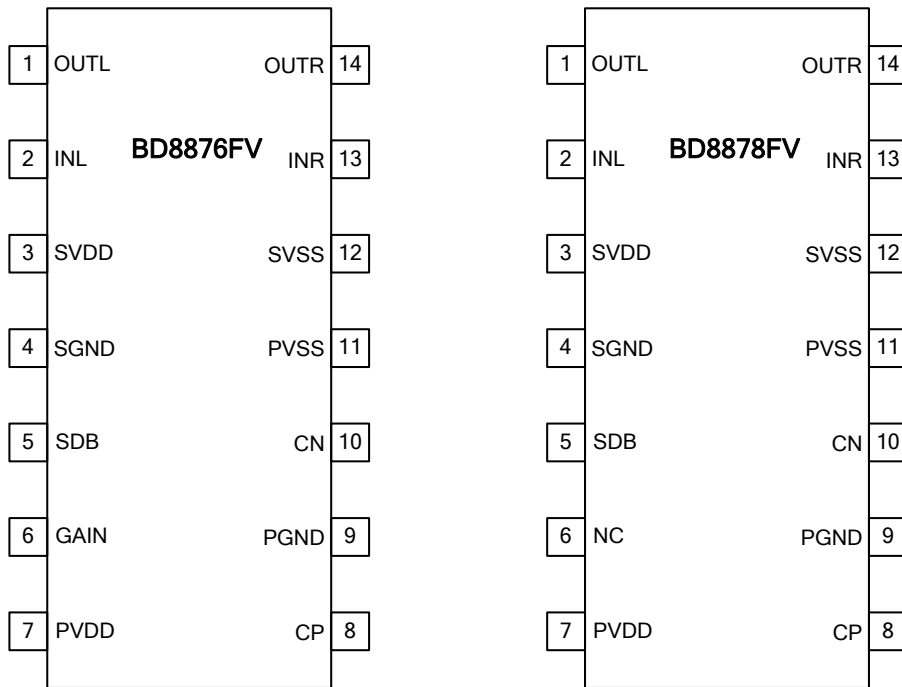 1 OUTL OUTR 14
2 INL BD8876FV INR 13
3 SVDD SVSS 12
4 SGND PVSS 11
5 SDB CN 10
6 GAIN PGND 9
7 PVDD CP 8
1 OUTL OUTR 14
2 INL BD8878FV INR 13
3 SVDD SVSS 12
4 SGND PVSS 11
5 SDB CN 10
6 NC PGND 9
7 PVDD CP 8